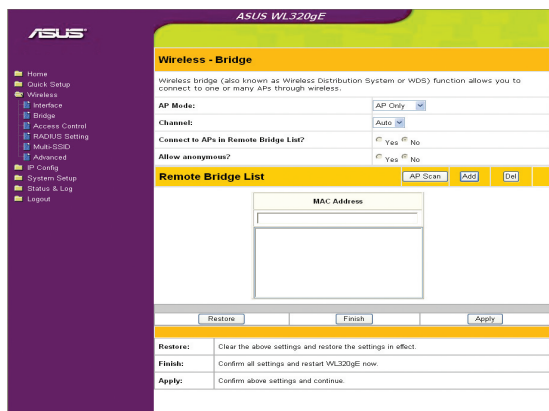 ASUS WL320gE
ASUS
Home
Quick Setup
Wireless
Interface
Bridge
Access Control
RADIUS Setting
Multi-SSID
Advanced
IP Config
System Setup
Status & Log
Logout
Wireless - Bridge
Wireless bridge (also known as Wireless Distribution System or WDS) function allows you to
connect to one or many APs through wireless.
AP Mode: AP Only
Channel: Auto
Connect to APs in Remote Bridge List? Yes No
Allow anonymous? Yes No
Remote Bridge List AP Scan Add Del
MAC Address
Restore Finish Apply
Restore: Clear the above settings and restore the settings in effect.
Finish: Confirm all settings and restart WL320gE now.
Apply: Confirm above settings and continue.